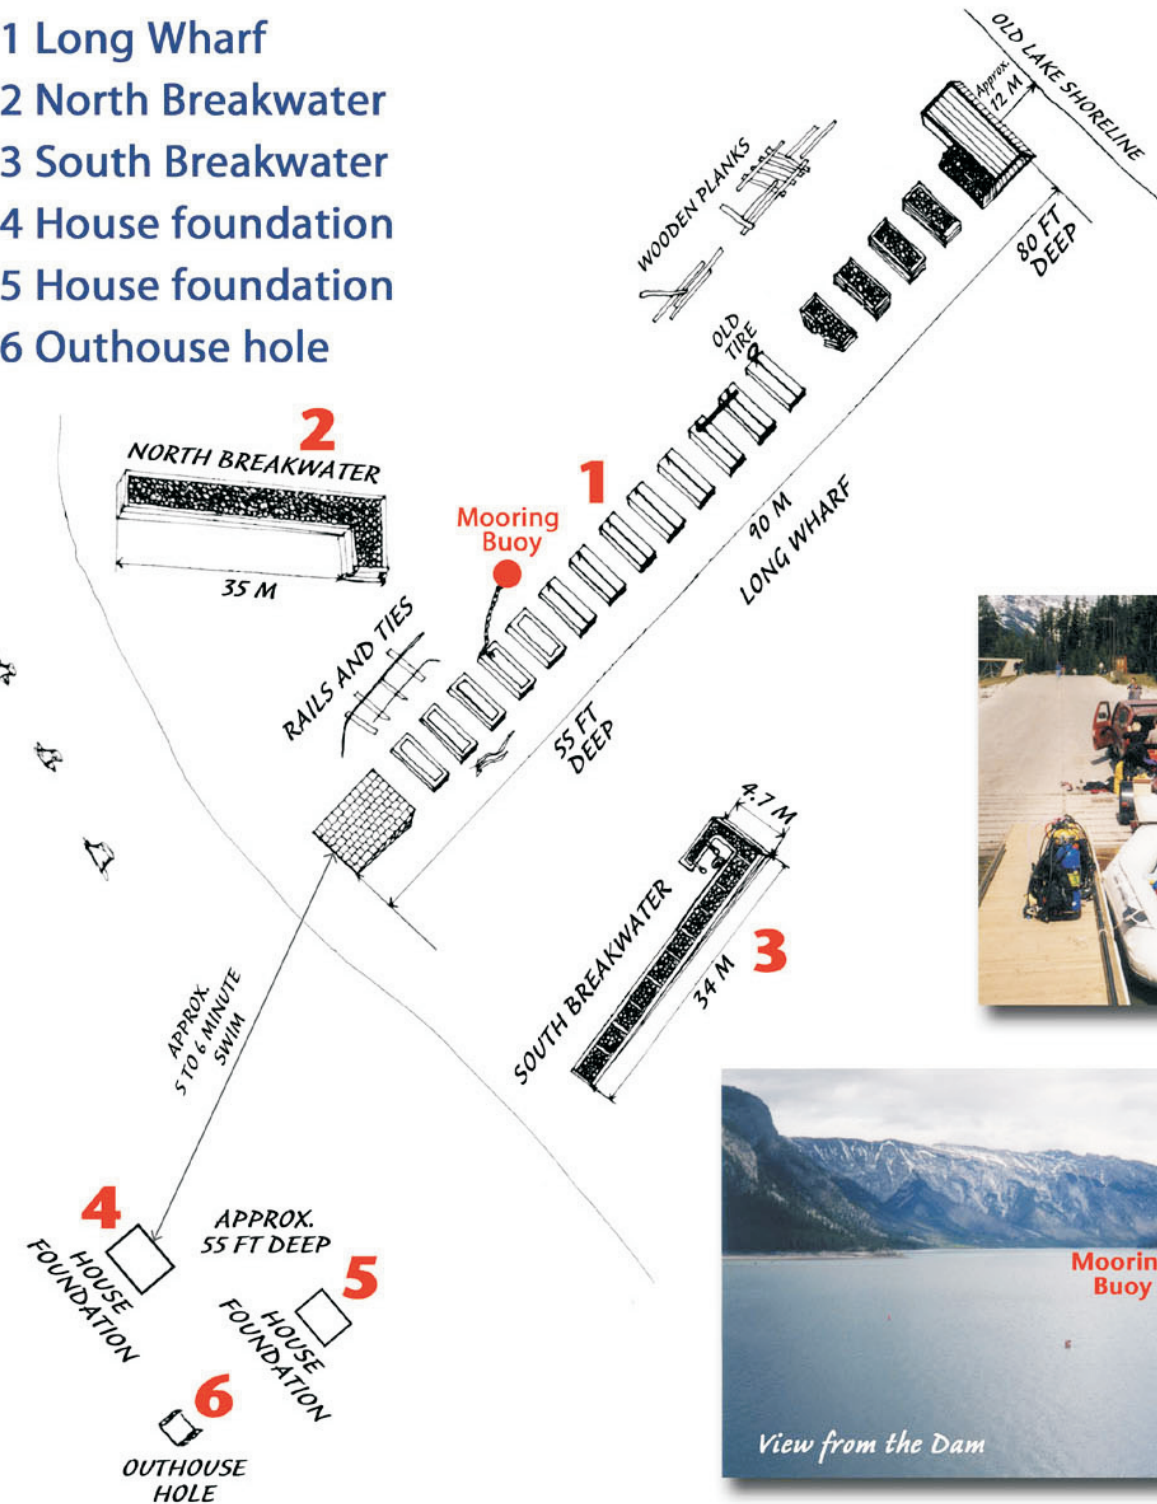 1 Long Wharf
2 North Breakwater
3 South Breakwater
4 House foundation
5 House foundation
6 Outhouse hole
OLD LAKE SHORELINE
Approx.
12 M
WOODEN PLANKS
80 FT
DEEP
OLD
TIRE
2
NORTH BREAKWATER
35 M
1
Mooring
Buoy
90 M
LONG WHARF
RAILS AND TIES
55 FT
DEEP
4.7 M
SOUTH BREAKWATER
3
34 M
APPROX.
5 TO 6 MINUTE
SWIM
4
HOUSE
FOUNDATION
APPROX.
55 FT DEEP
5
HOUSE
FOUNDATION
6
OUTHOUSE
HOLE
Moorin
Buoy
View from the Dam